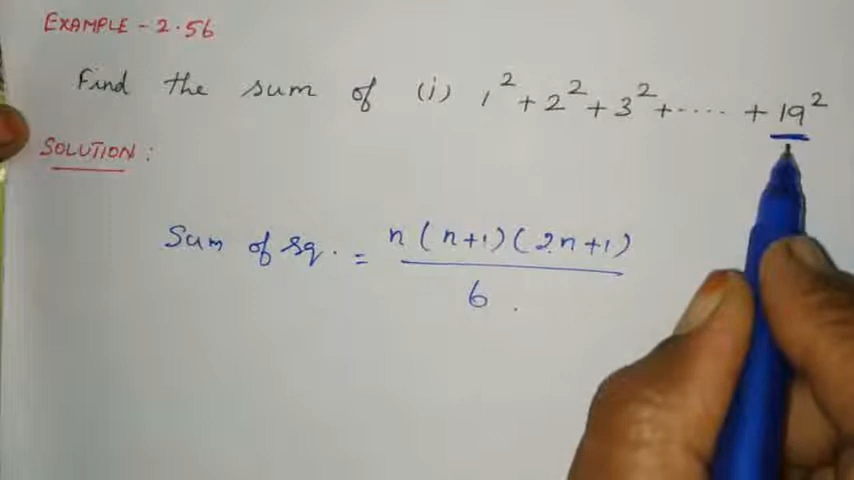 EXAMPLE - 2.56
Find the sum of (i) 1² + 2² + 3² + ..... + 19²
SOLUTION :
Sum of sq. = n(n+1)(2n+1)
6